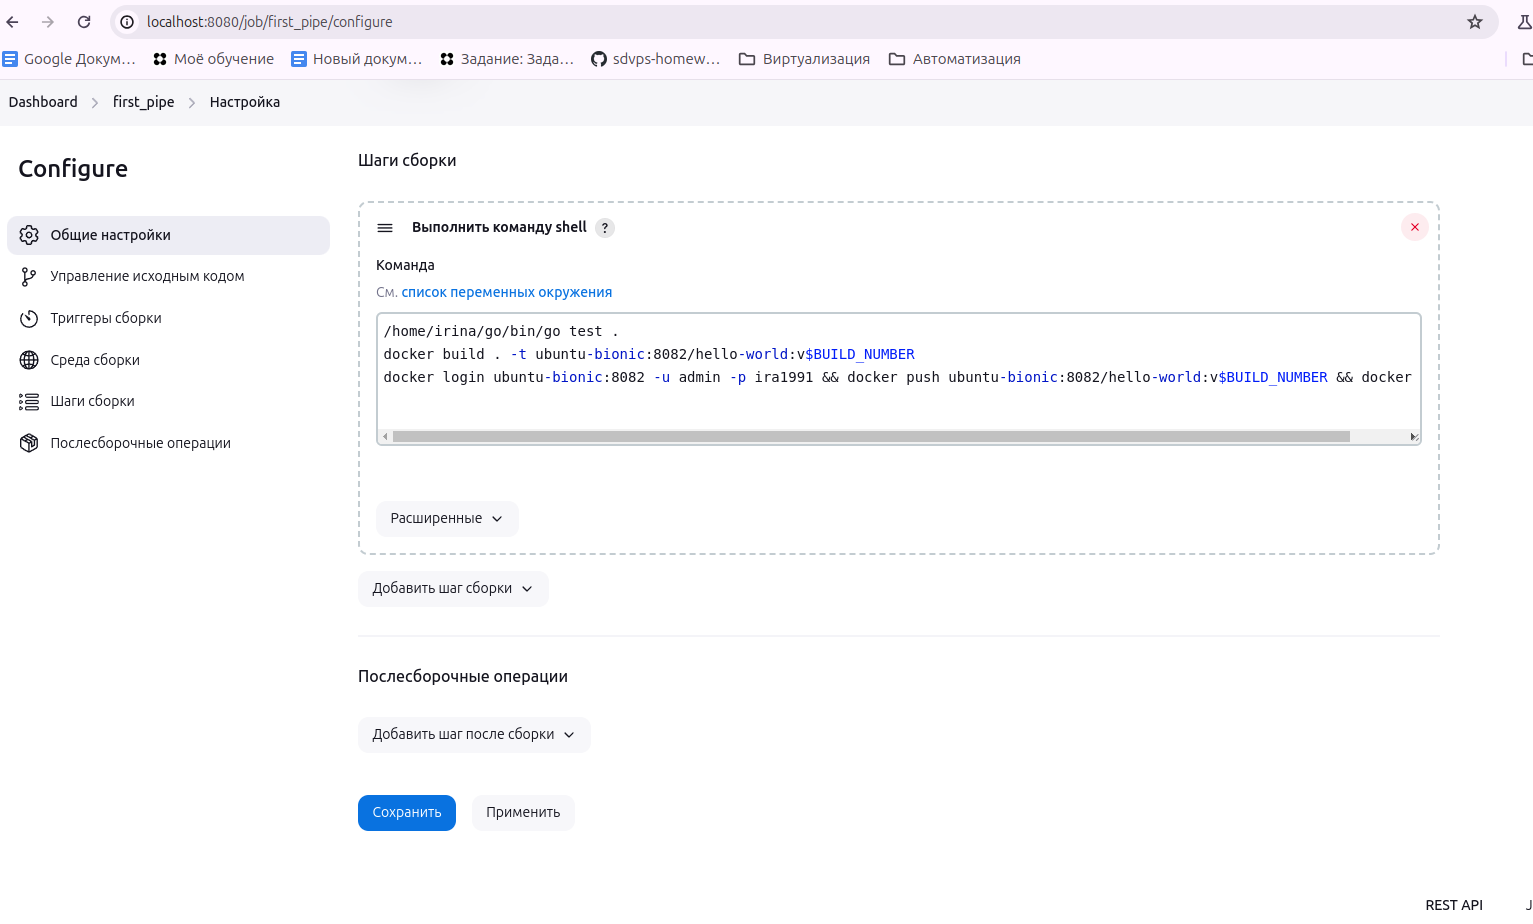 localhost:8080/job/first_pipe/configure
Google Докум… Моё обучение Новый докум… Задание: Зада… sdvps-homew… Виртуализация Автоматизация
Dashboard first_pipe Настройка
Configure
Общие настройки
Управление исходным кодом
Триггеры сборки
Среда сборки
Шаги сборки
Послесборочные операции
Шаги сборки
Выполнить команду shell ?
Команда
См. список переменных окружения
/home/irina/go/bin/go test .
docker build . -t ubuntu-bionic:8082/hello-world:v$BUILD_NUMBER
docker login ubuntu-bionic:8082 -u admin -p ira1991 && docker push ubuntu-bionic:8082/hello-world:v$BUILD_NUMBER && docker
Расширенные
Добавить шаг сборки
Послесборочные операции
Добавить шаг после сборки
Сохранить Применить
REST API